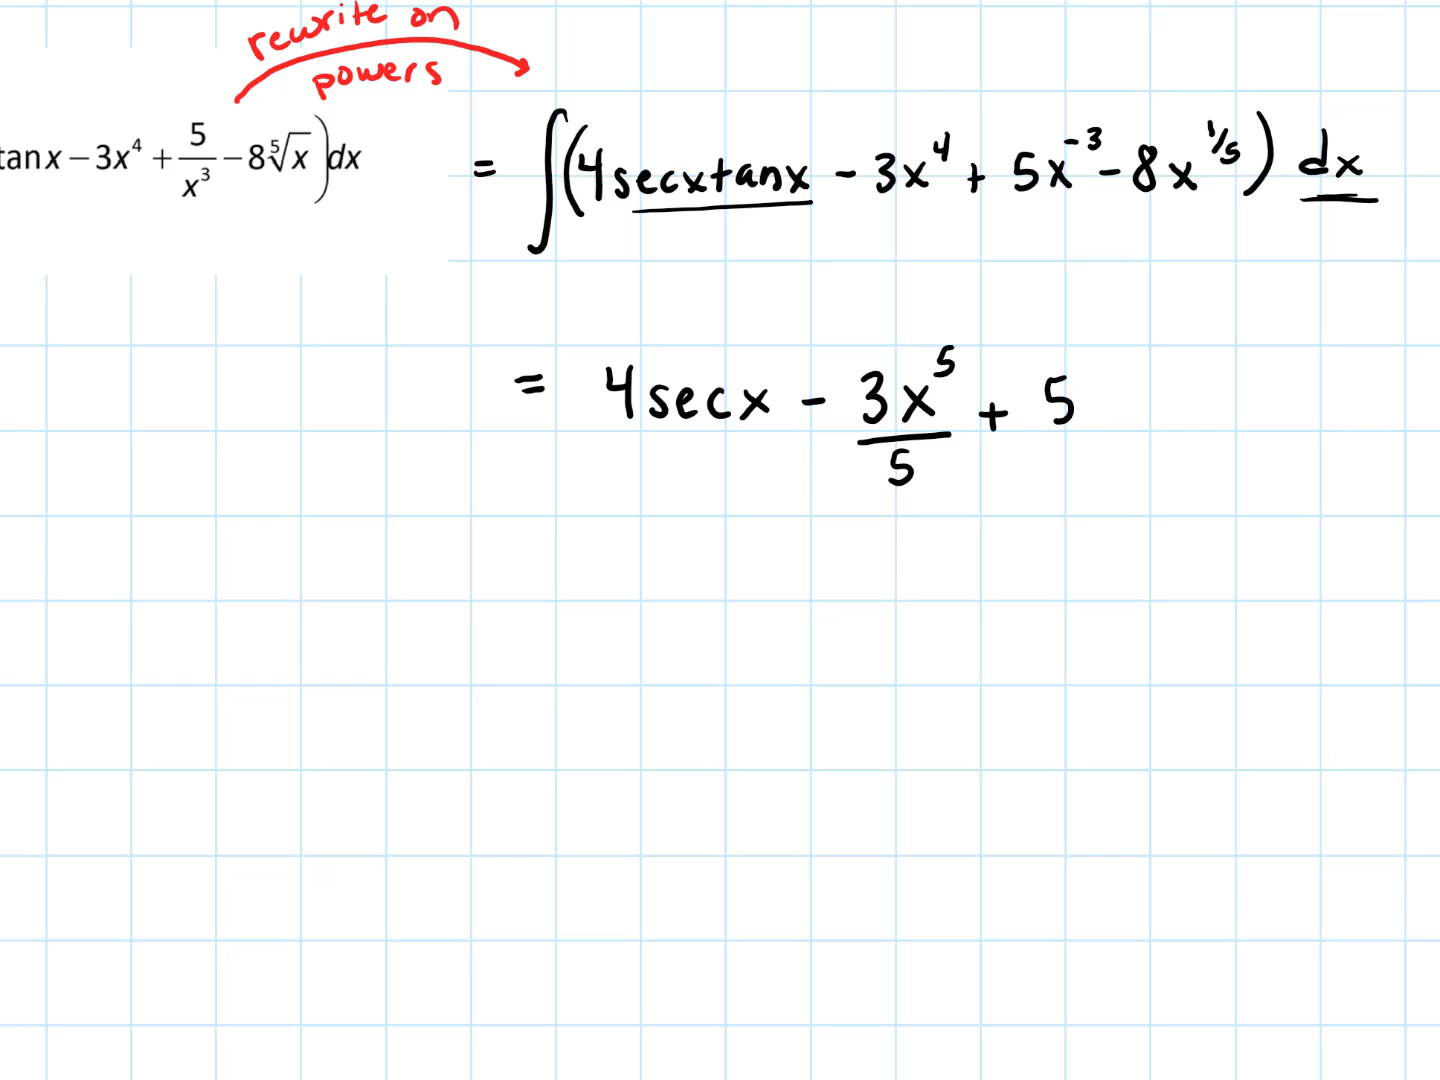 rewrite on
powers
tan x − 3x⁴ + 5/x³ − 8⁵√x ) dx
= ∫(4secxtanx − 3x⁴ + 5x⁻³ − 8x^1/5) dx
= 4secx − 3x⁵/5 + 5